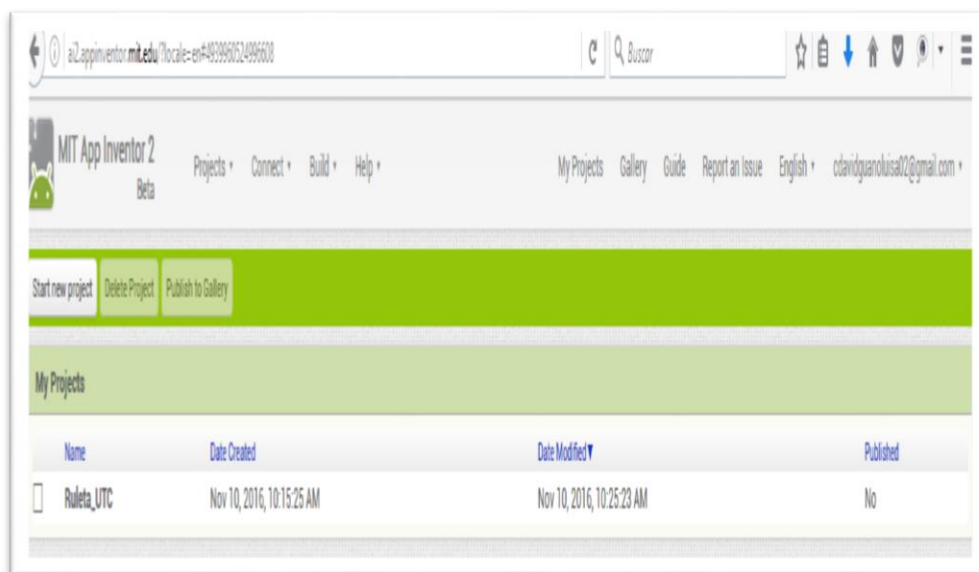 ai2.appinventor.mit.edu/?locale=en#4939960524996608
Buscar
MIT App Inventor 2
Beta
Projects Connect Build Help
My Projects Gallery Guide Report an Issue English cdavidguanoluisa02@gmail.com
Start new project Delete Project Publish to Gallery
My Projects
Name Date Created Date Modified▼ Published
Ruleta_UTC Nov 10, 2016, 10:15:25 AM Nov 10, 2016, 10:25:23 AM No